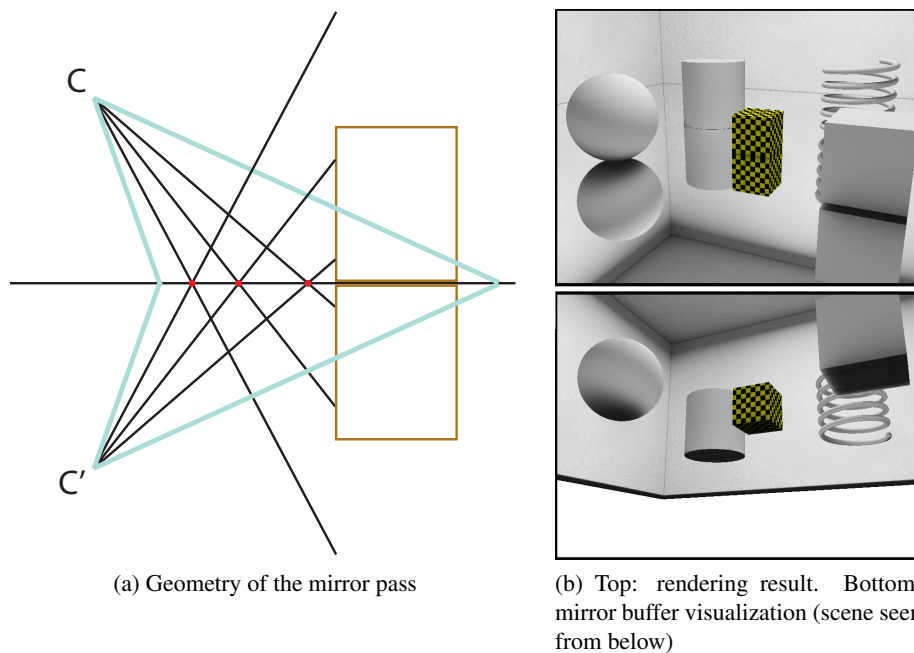 C
C′
(a) Geometry of the mirror pass
(b) Top: rendering result. Bottom
mirror buffer visualization (scene seen
from below)